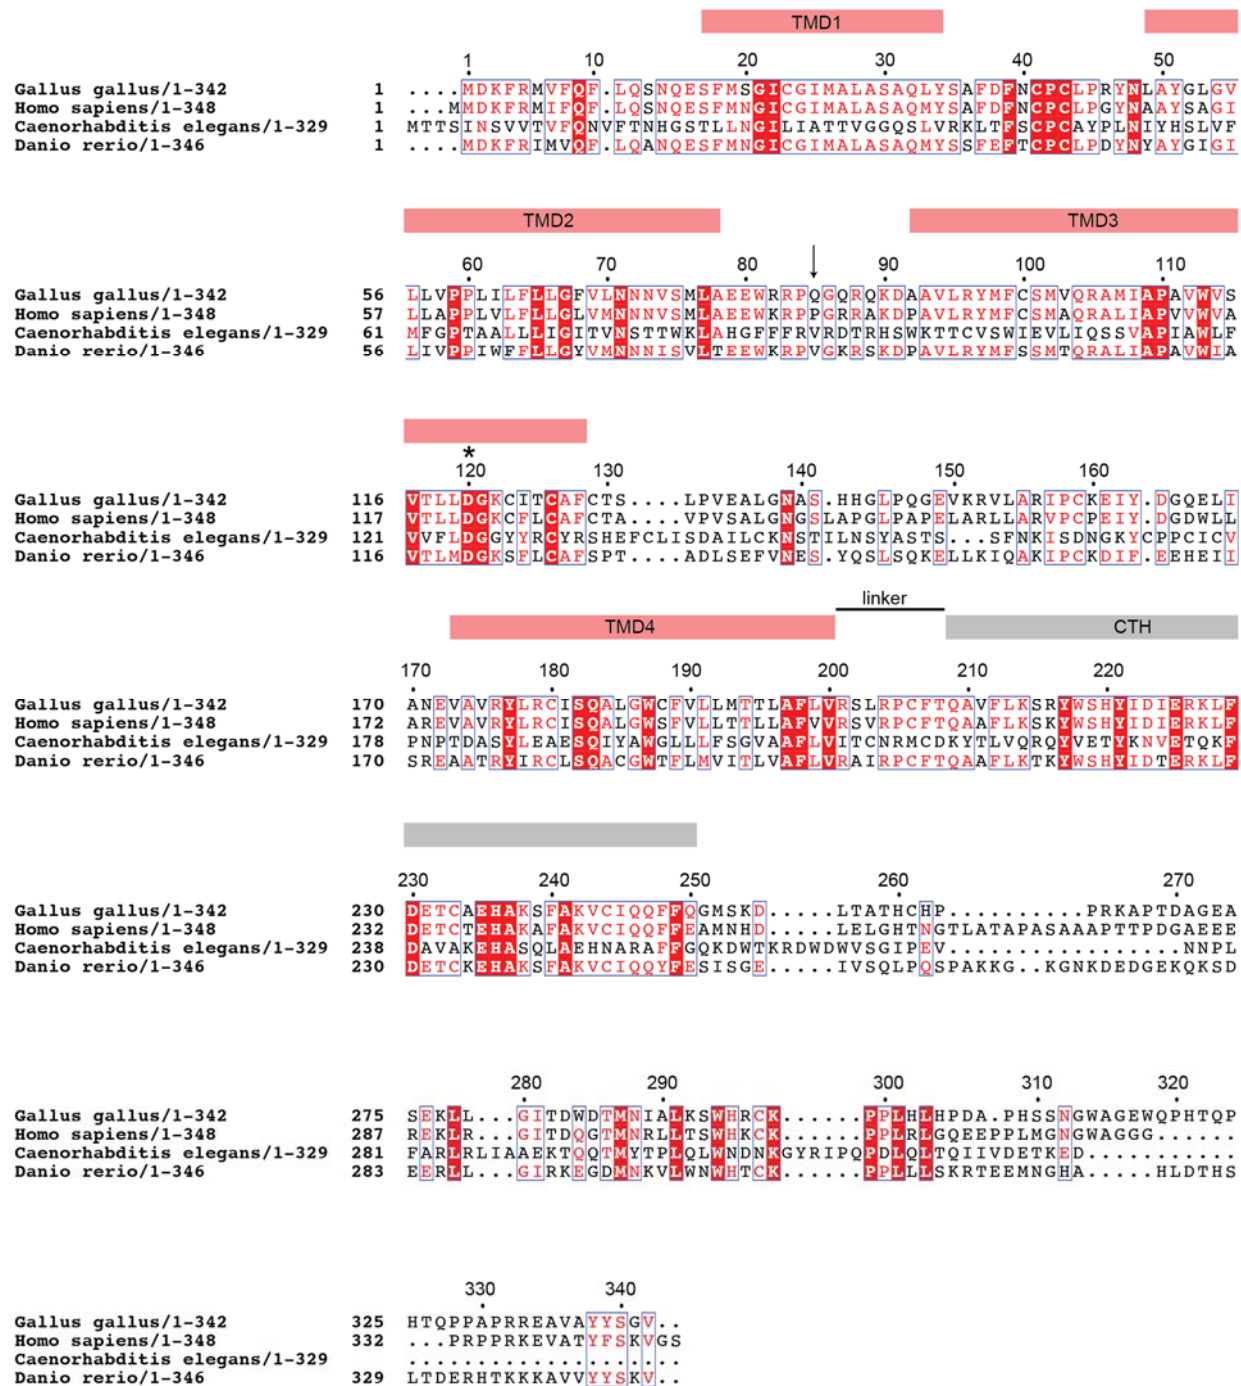 TMD1
1 10 20 30 40 50
Gallus gallus/1-342 1 ....MDKFRMVFQF.LQSNQESFMSGICGIMALASAQLYSAFDFNCPCLPRYNLAYGLGV
Homo sapiens/1-348 1 ...MMDKFRMIFQF.LQSNQESFMNGICGIMALASAQMYSAFDFNCPCLPGYNAAYSAGI
Caenorhabditis elegans/1-329 1 MTTSINSVVTVFQNVFTNHGSTLLNGILIATTVGGQSLVRKLTFSCPCAYPLNIYHSLVF
Danio rerio/1-346 1 ....MDKFRIMVQF.LQANQESFMNGICGIMALASAQMYSSFEFTCPCLPDYNYAYGIGI
TMD2 TMD3
60 70 80 90 100 110
Gallus gallus/1-342 56 LLVPPLILFLLGFVLNNNVSMLAEEWRRPQGQRQKDAAVLRYMFCSMVQRAMIAPAVWVS
Homo sapiens/1-348 57 LLAPPLVLFLLGLVMNNNVSMLAEEWKRPPGRRAKDPAVLRYMFCSMAQRALIAPVVWVA
Caenorhabditis elegans/1-329 61 MFGPTAALLLIGITVNSTTWKLAHGFFFRVRDTRHSWKTTCVSWIEVLIQSSVAPIAWLF
Danio rerio/1-346 56 LIVPPIWFFLLGYVMNNNISVLTEEWKRPVGKRSKDPAVLRYMFSSMTQRALIAPAVWIA
*
120 130 140 150 160
Gallus gallus/1-342 116 VTLLDGKCITCAFCTS....LPVEALGNAS.HHGLPQGEVKRVLARIPCKEIY.DGQELI
Homo sapiens/1-348 117 VTLLDGKCFLCAFCTA....VPVSALGNGSLAPGLPAPELARLLARVPCPEIY.DGDWLL
Caenorhabditis elegans/1-329 121 VVFLDGGYYRCYRSHEFCLISDAILCKNSTILNSYASTS...SFNKISDNGKYCPPCICV
Danio rerio/1-346 116 VTLMDGKSFLCAFSPT....ADLSEFVNES.YQSLSQKELLKIQAKIPCKDIF.EEHEII
linker
TMD4 CTH
170 180 190 200 210 220
Gallus gallus/1-342 170 ANEVAVRYLRCISQALGWCFVLLMTTLAFLVRSLRPCFTQAVFLKSRYWSHYIDIERKLF
Homo sapiens/1-348 172 AREVAVRYLRCISQALGWSFVLLTTLLAFVVRSVRPCFTQAAFLKSKYWSHYIDIERKLF
Caenorhabditis elegans/1-329 178 PNPTDASYLEAESQIYAWGLLLFSGVAAFLVITCNRMCDKYTLVQRQYVETYKNVETQKF
Danio rerio/1-346 170 SREAATRYIRCLSQACGWTFLMVITLVAFLVRAIRPCFTQAAFLKTKYWSHYIDTERKLF
230 240 250 260 270
Gallus gallus/1-342 230 DETCAEHAKSFAKVCIQQFFQGMSKD.....LTATHCHP..........PRKAPTDAGEA
Homo sapiens/1-348 232 DETCTEHAKAFAKVCIQQFFEAMNHD.....LELGHTNGTLATAPASAAAPTTPDGAEEE
Caenorhabditis elegans/1-329 238 DAVAKEHASQLAEHNARAFFGQKDWTKRDWDWVSGIPEV.................NNPL
Danio rerio/1-346 230 DETCKEHAKSFAKVCIQQYFESISGE.....IVSQLPQSPAKKG..KGNKDEDGEKQKSD
280 290 300 310 320
Gallus gallus/1-342 275 SEKLL...GITDWDTMNIALKSWHRCK......PPLHLHPDA.PHSSNGWAGEWQPHTQP
Homo sapiens/1-348 287 REKLR...GITDQGTMNRLLTSWHKCK......PPLRLGQEEPPLMGNGWAGGG......
Caenorhabditis elegans/1-329 281 FARLRLIAAEKTQQTMYTPLQLWNDNKGYRIPQPDLQLTQIIVDETKED...........
Danio rerio/1-346 283 EERLL...GIRKEGDMNKVLWNWHTCK......PPLLLSKRTEEMNGHA.....HLDTHS
330 340
Gallus gallus/1-342 325 HTQPPAPRREAVAYYSGV..
Homo sapiens/1-348 332 ...PRPPRKEVATYFSKVGS
Caenorhabditis elegans/1-329 ....................
Danio rerio/1-346 329 LTDERHTKKKAVVYYSKV..